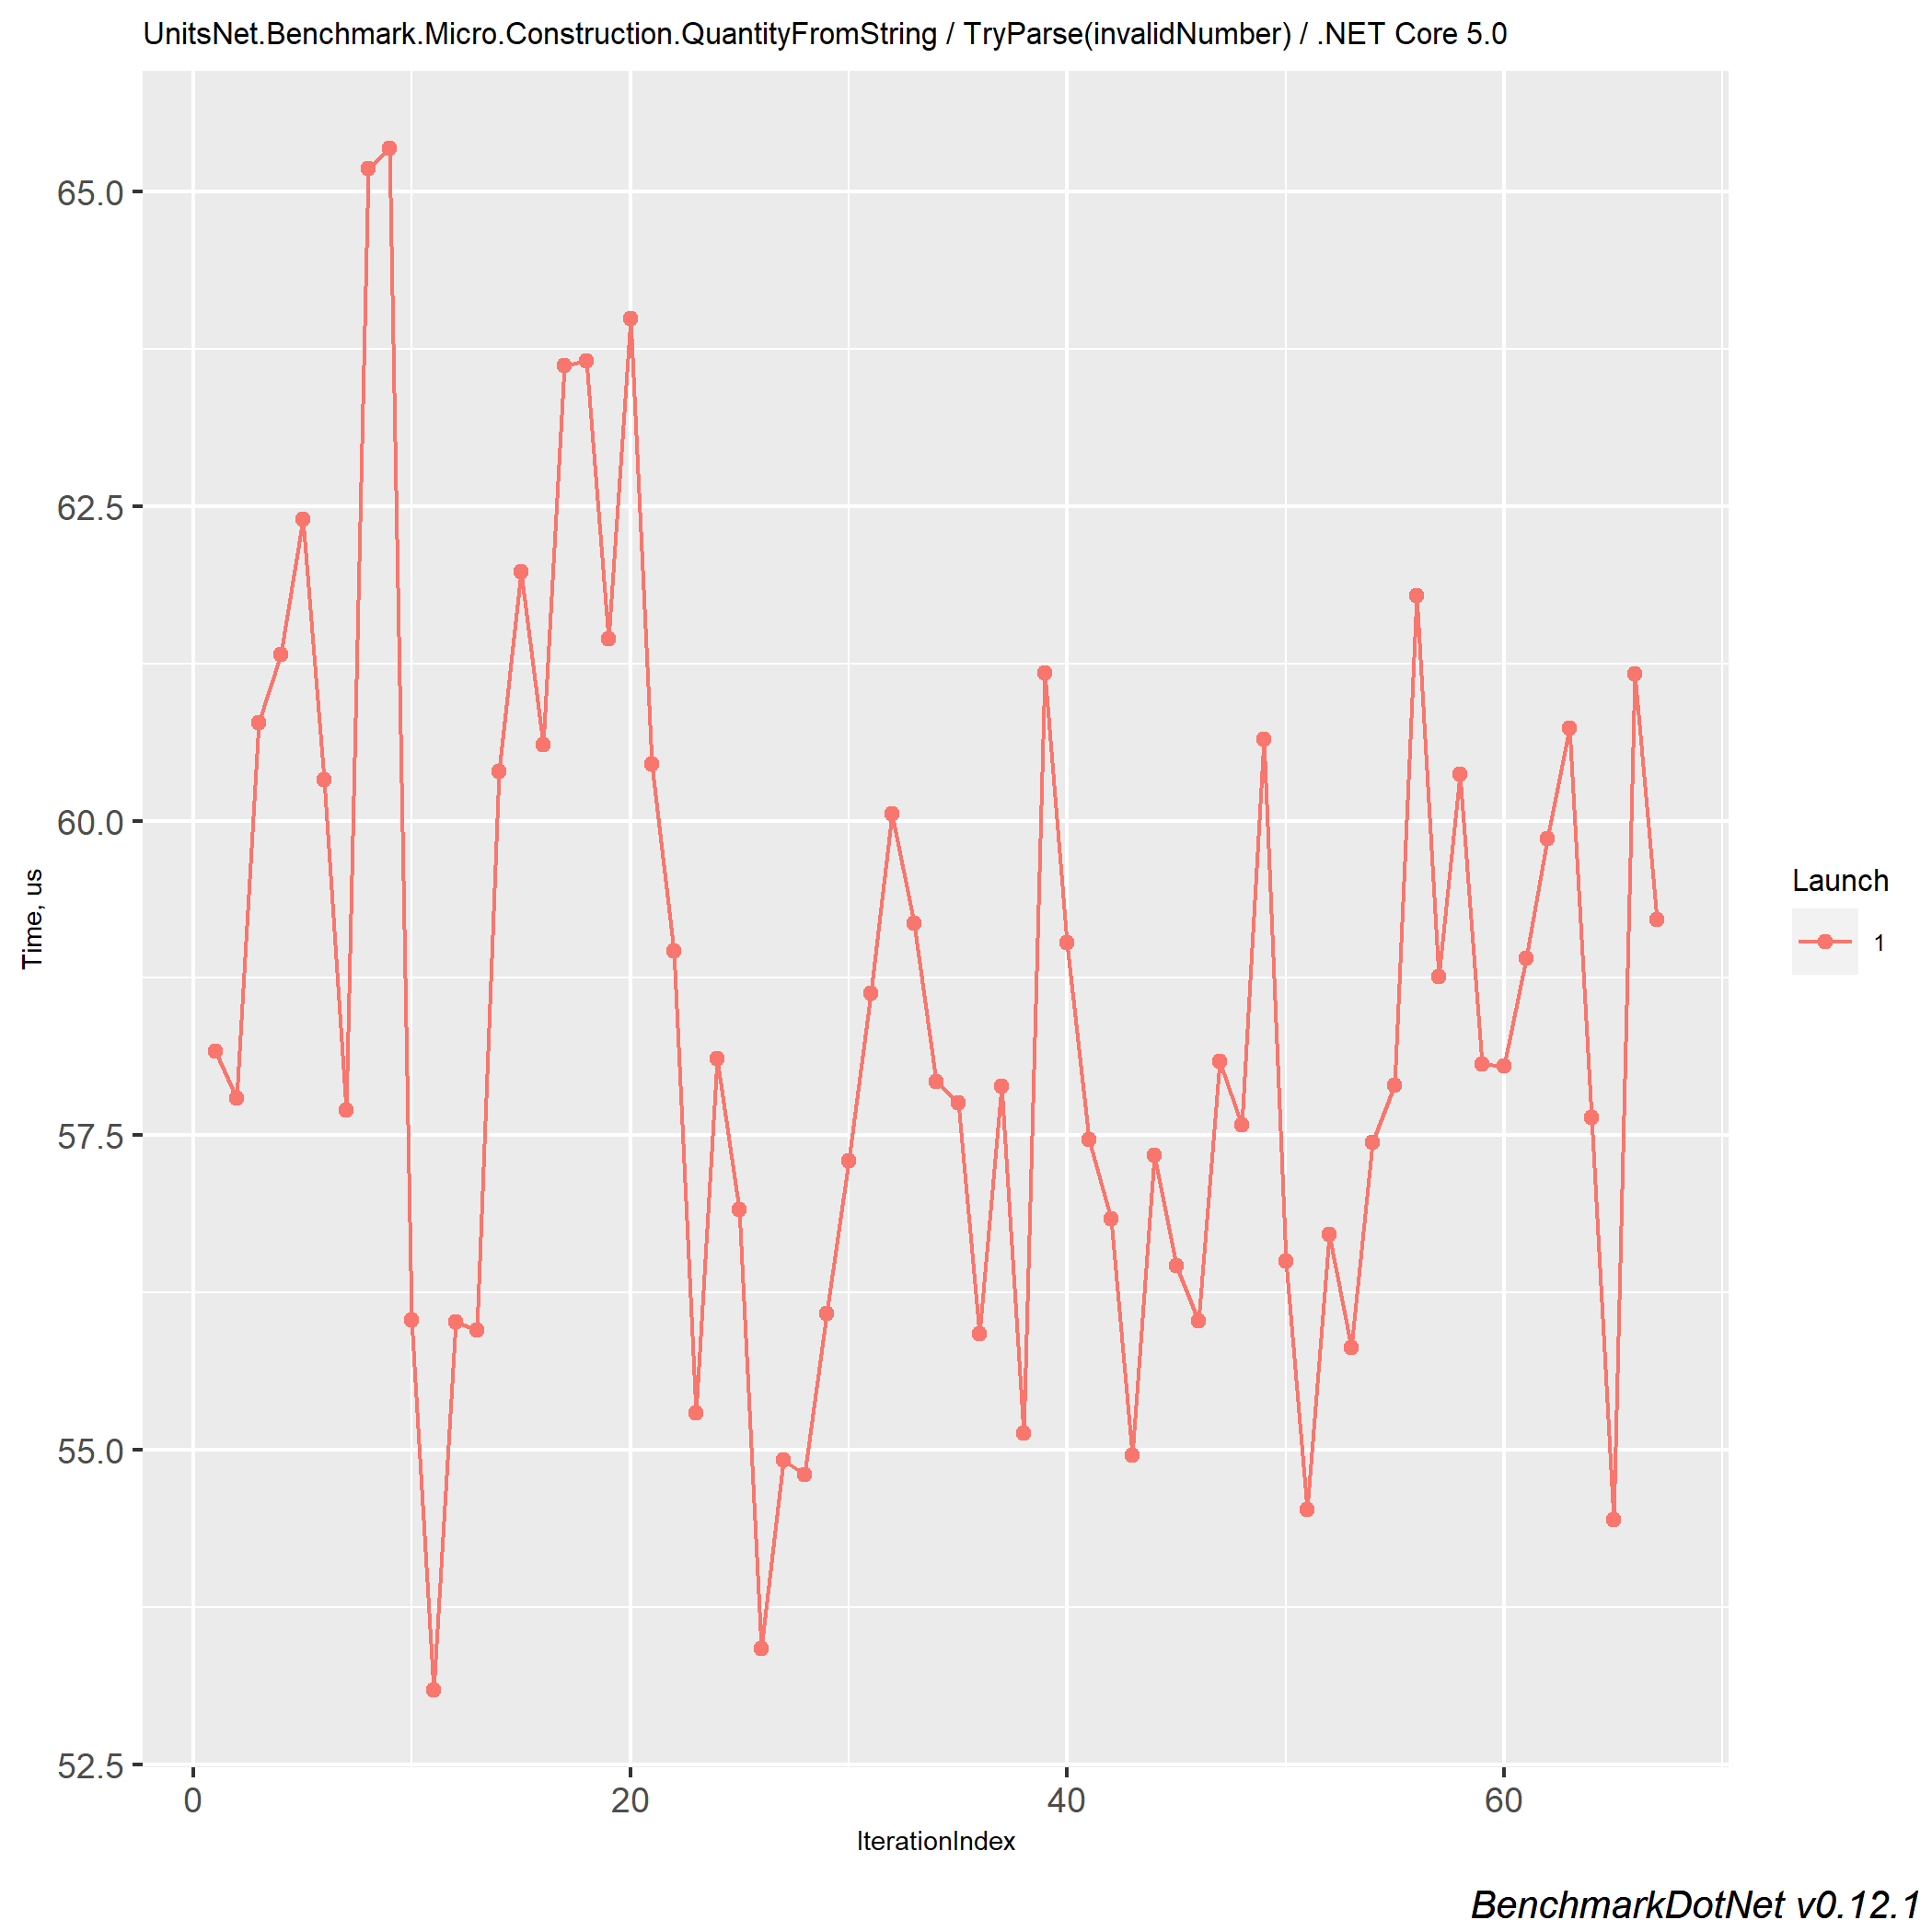 UnitsNet.Benchmark.Micro.Construction.QuantityFromString / TryParse(invalidNumber) / .NET Core 5.0
65.0
62.5
60.0
57.5
55.0
52.5
Time, us
0 20 40 60
IterationIndex
Launch
1
BenchmarkDotNet v0.12.1